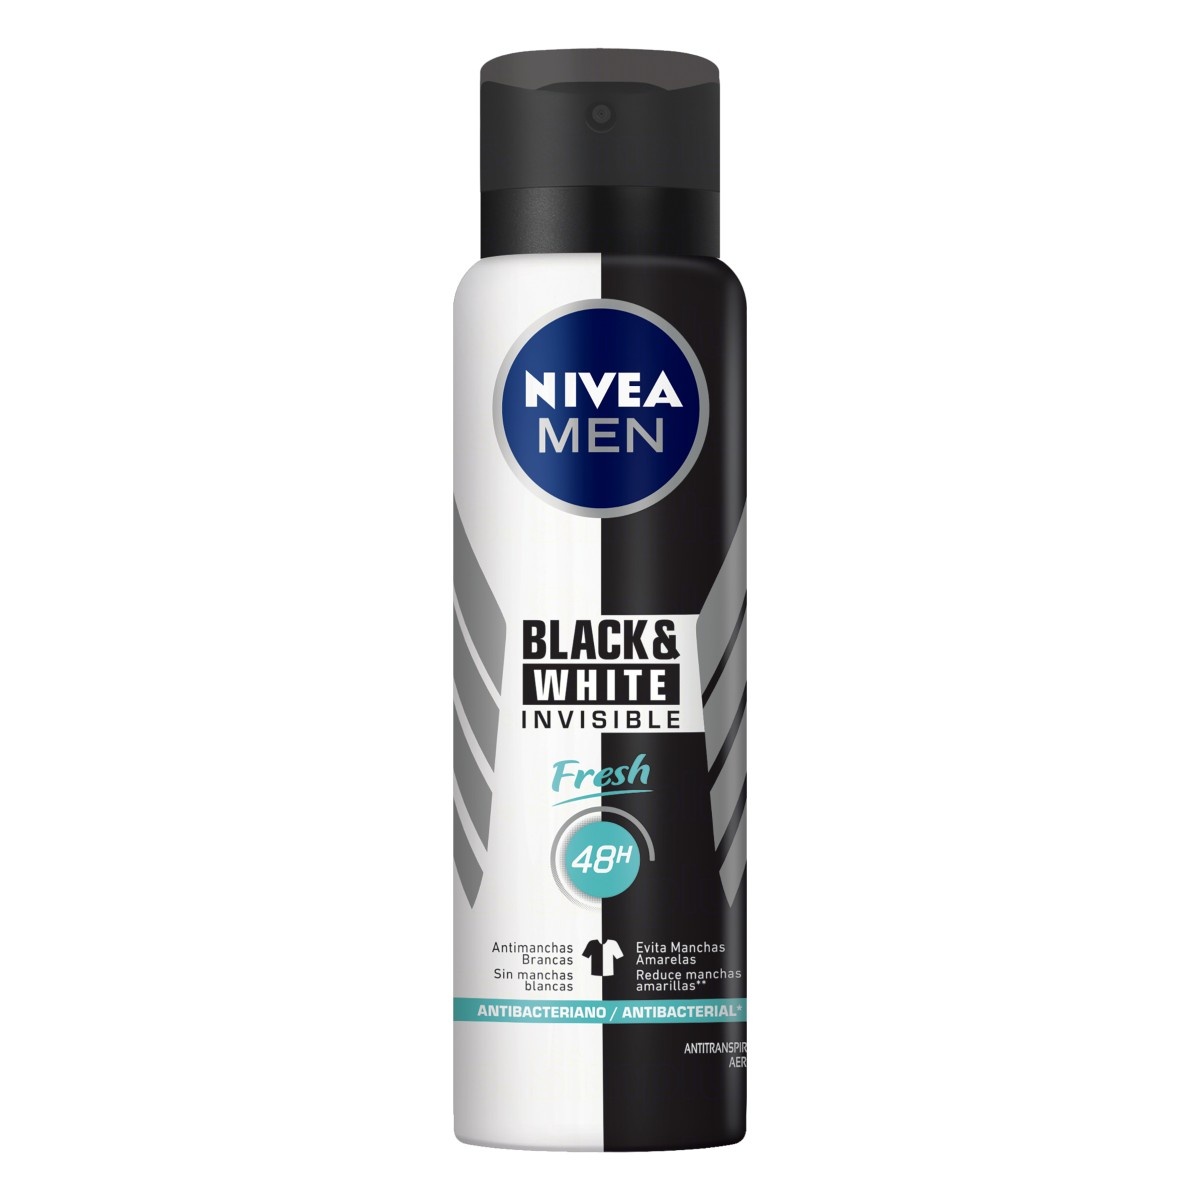 NIVEA
MEN
BLACK&
WHITE
INVISIBLE
Fresh
48H
Antimanchas
Brancas
Sin manchas
blancas
Evita Manchas
Amarelas
Reduce manchas
amarillas**
ANTIBACTERIANO / ANTIBACTERIAL*